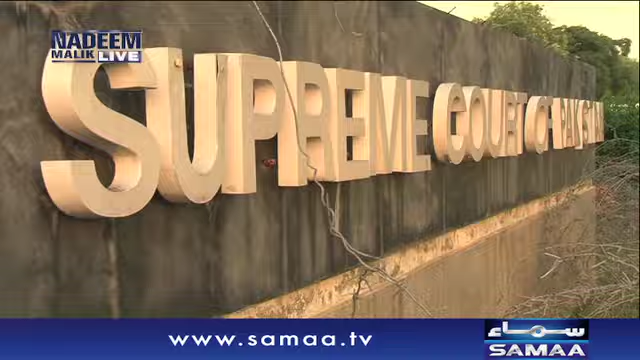 NADEEM
MALIK LIVE
SUPREME COURT OF PAKISTAN
www.samaa.tv
سماء
SAMAA